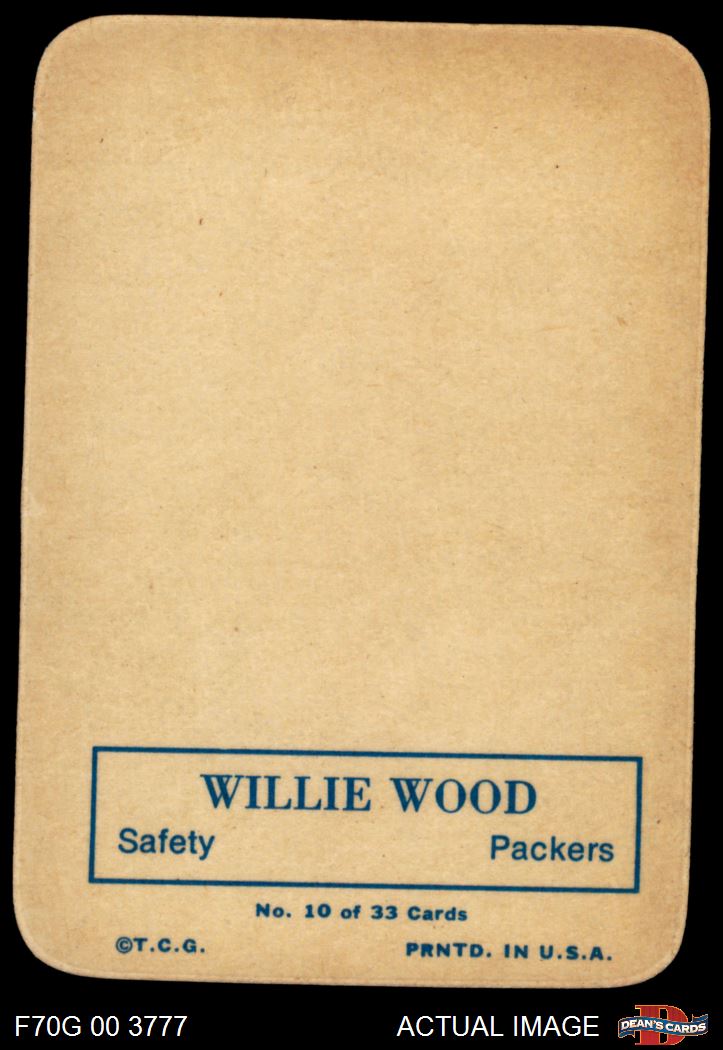 WILLIE WOOD
Safety Packers
No. 10 of 33 Cards
©T.C.G. PRNTD. IN U.S.A.
F70G 00 3777 ACTUAL IMAGE D DEAN'S CARDS